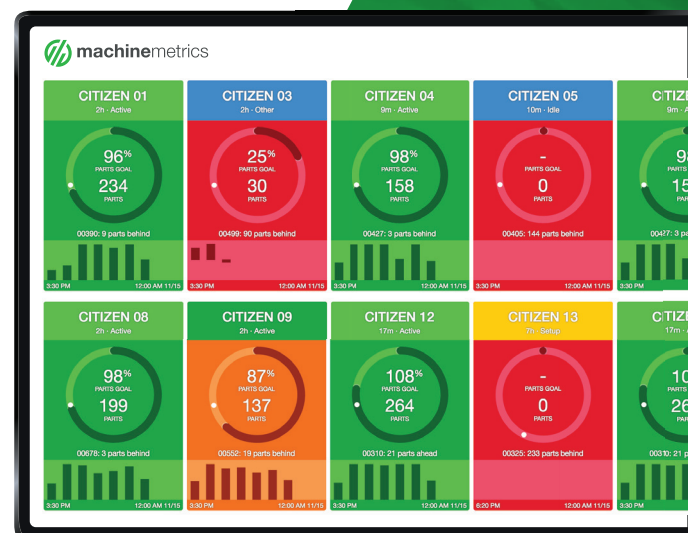 machinemetrics
CITIZEN 01
2h - Active
96%
PARTS GOAL
234
PARTS
00390: 9 parts behind
3:30 PM 12:00 AM 11/15
CITIZEN 03
2h - Other
25%
PARTS GOAL
30
PARTS
00499: 90 parts behind
3:30 PM 12:00 AM 11/15
CITIZEN 04
9m - Active
98%
PARTS GOAL
158
PARTS
00427: 3 parts behind
3:30 PM 12:00 AM 11/15
CITIZEN 05
10m - Idle
-
PARTS GOAL
0
PARTS
00405: 144 parts behind
3:30 PM 12:00 AM 11/15
3:30 PM
CITIZEN 08
2h - Active
98%
PARTS GOAL
199
PARTS
00678: 3 parts behind
3:30 PM 12:00 AM 11/15
CITIZEN 09
2h - Active
87%
PARTS GOAL
137
PARTS
00552: 19 parts behind
3:30 PM 12:00 AM 11/15
CITIZEN 12
17m - Active
108%
PARTS GOAL
264
PARTS
00310: 21 parts ahead
3:30 PM 12:00 AM 11/15
CITIZEN 13
7h - Setup
-
PARTS GOAL
0
PARTS
00325: 233 parts behind
6:20 PM 12:00 AM 11/15
3:30 PM